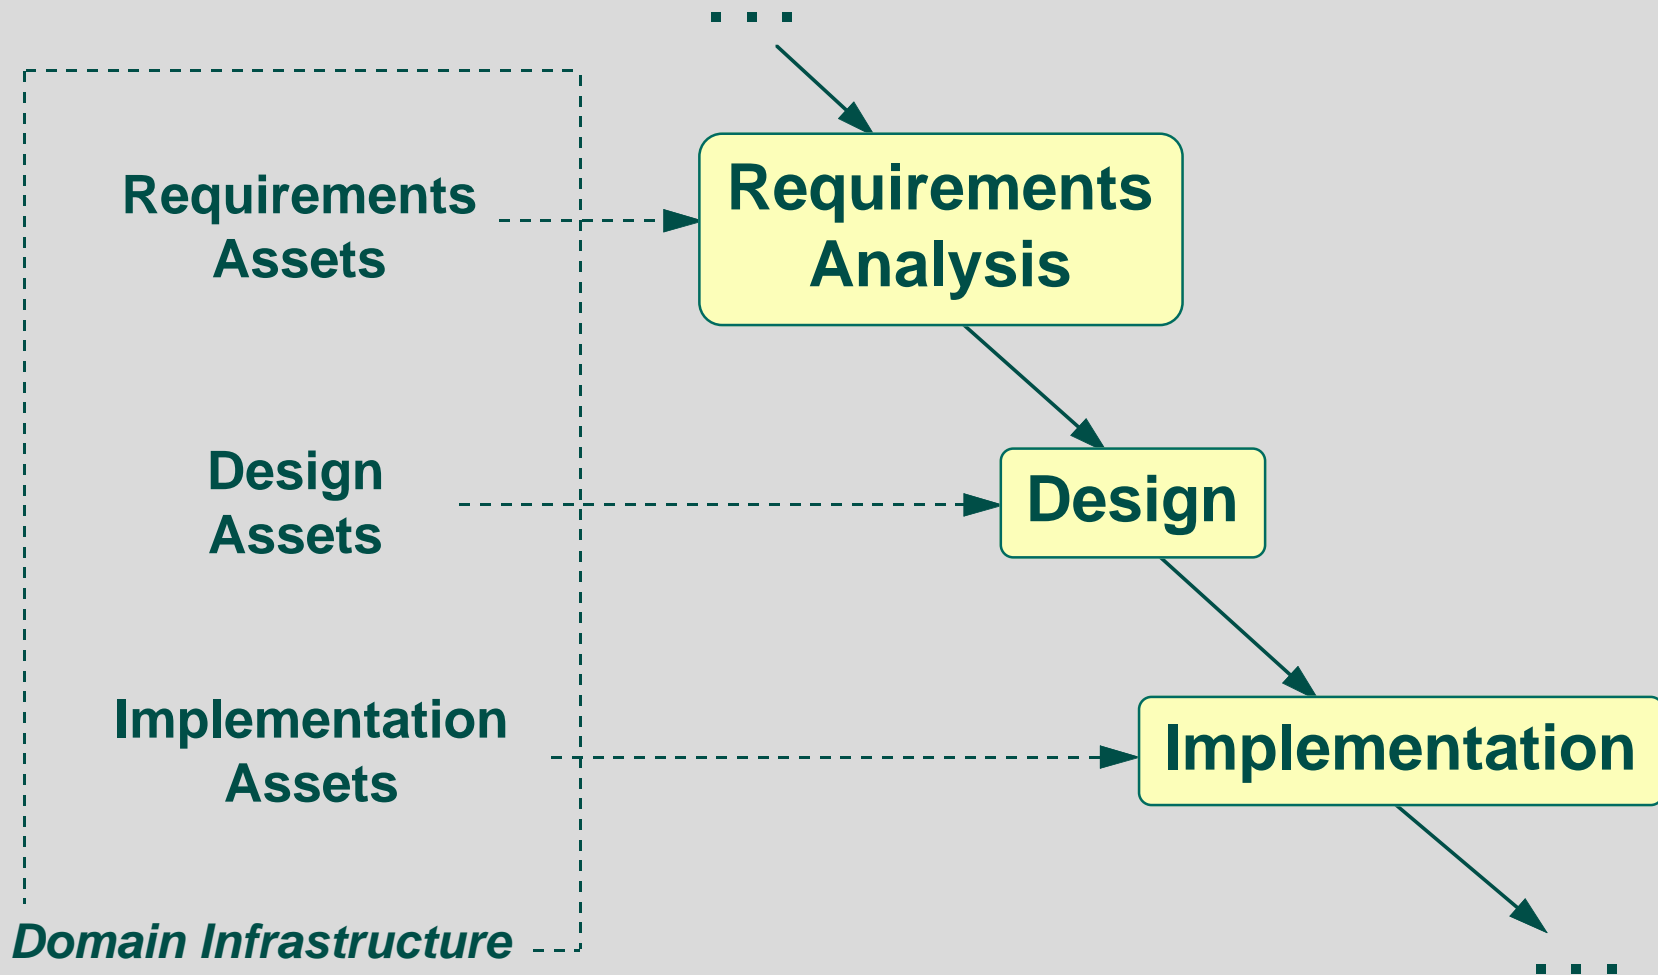 . . .
Requirements
Assets
Requirements
Analysis
Design
Assets
Design
Implementation
Assets
Implementation
Domain Infrastructure
. . .